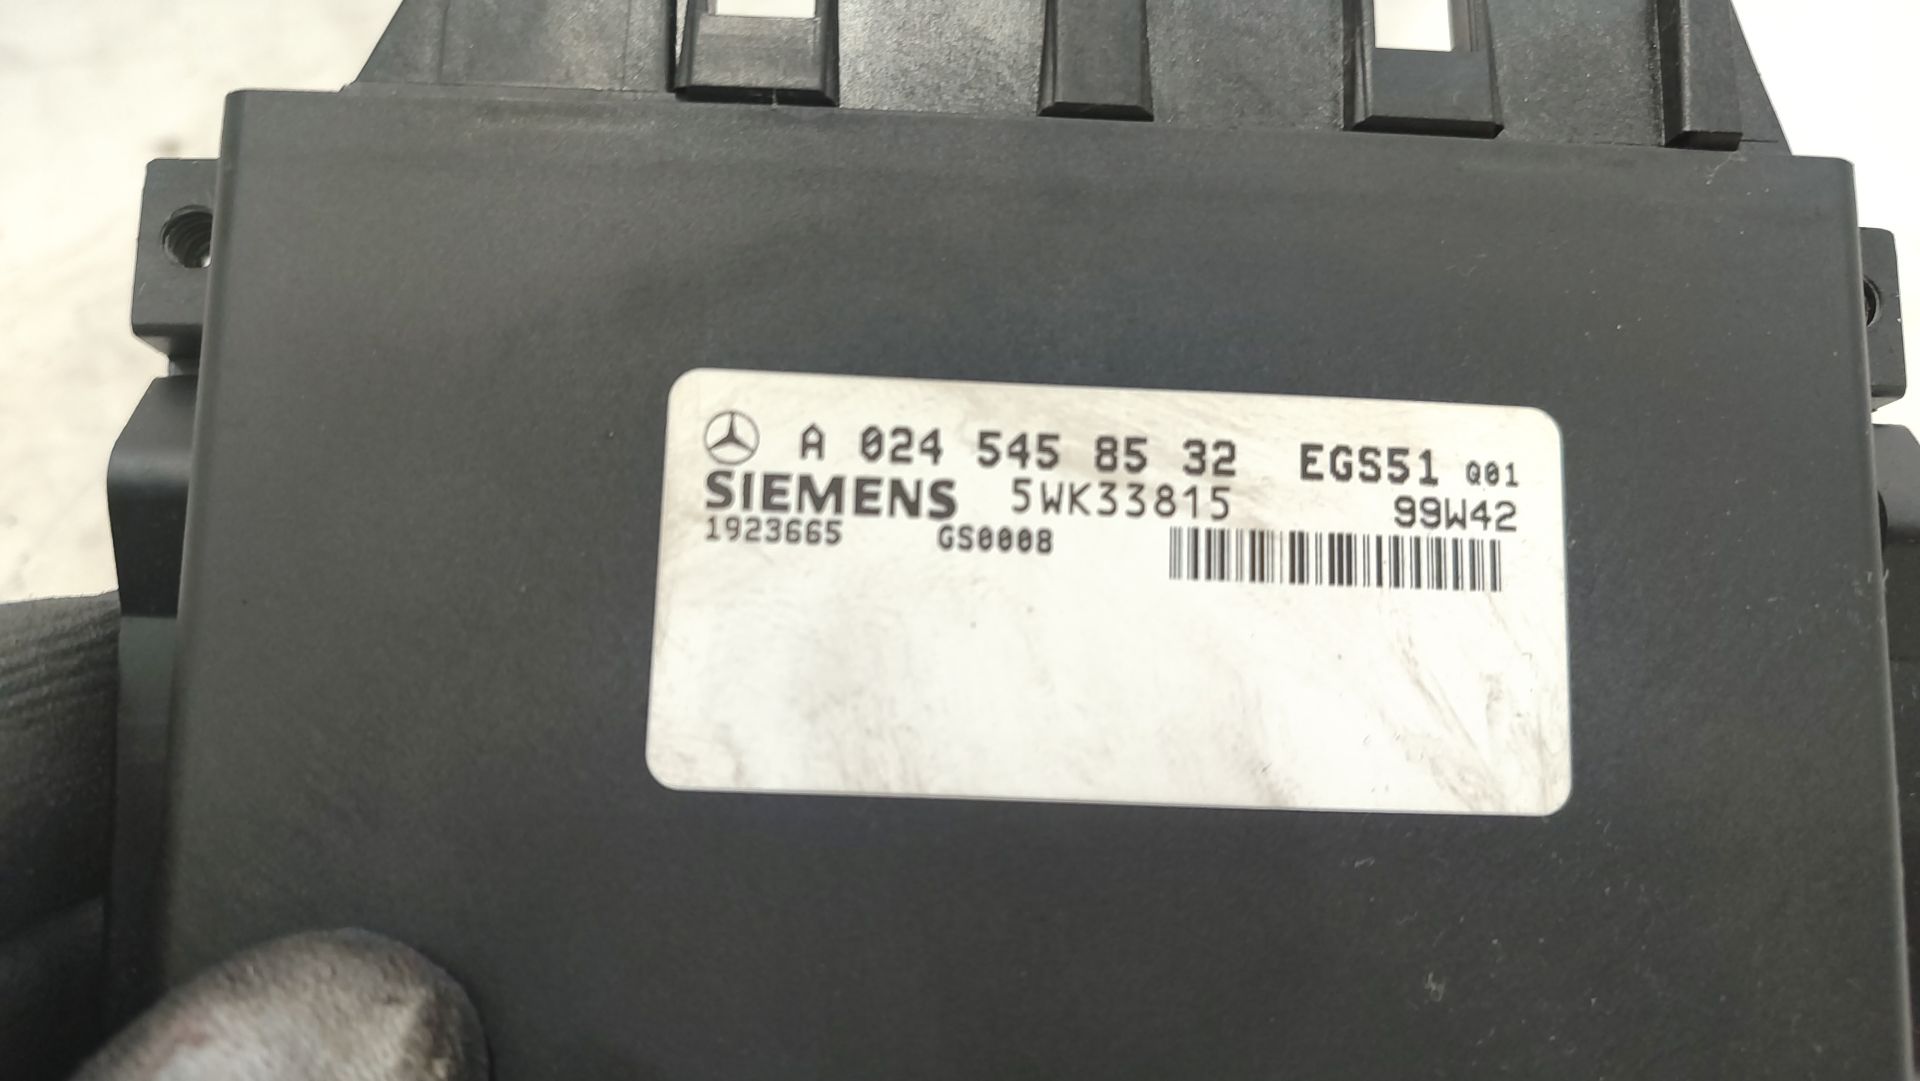 A 024 545 85 32 EGS51 Q01
SIEMENS 5WK33815 99W42
1923665 GS0008